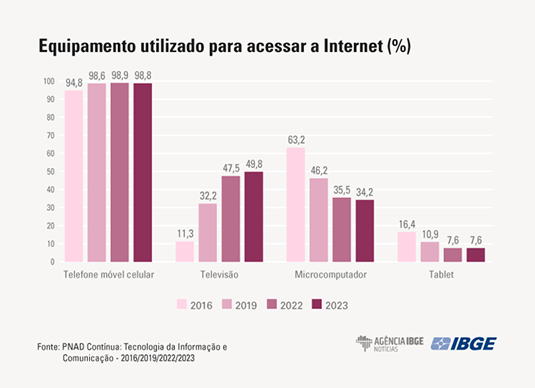 Equipamento utilizado para acessar a Internet (%)
100
90
80
70
60
50
40
30
20
10
0
94,8 98,6 98,9 98,8
11,3 32,2 47,5 49,8
63,2 46,2 35,5 34,2
16,4 10,9 7,6 7,6
Telefone móvel celular Televisão Microcomputador Tablet
2016 2019 2022 2023
Fonte: PNAD Contínua: Tecnologia da Informação e
Comunicação - 2016/2019/2022/2023
AGÊNCIA IBGE
NOTÍCIAS
IBGE